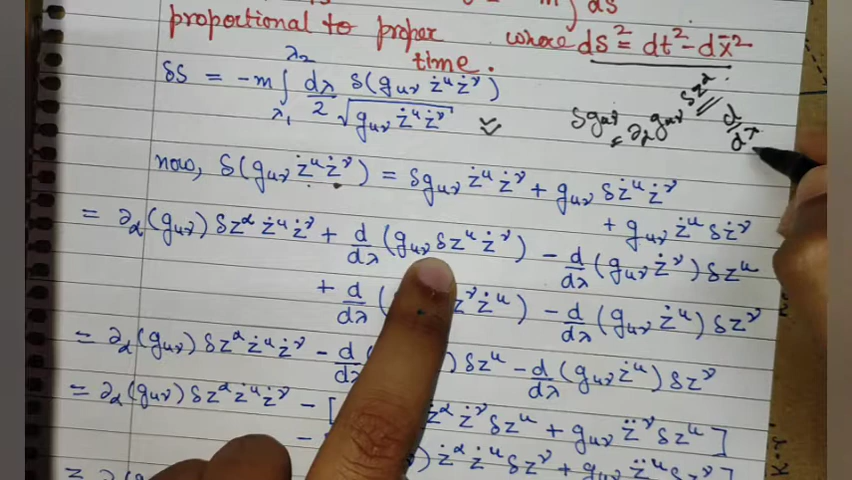 m ∫ ds
proportional to proper time. where ds² = dt² - dx̄²
δS = -m ∫_{λ₁}^{λ₂} dλ/2 δ(g_{μν} ż^μ ż^ν) / √(g_{μν} ż^μ ż^ν)
δg_{μν} = ∂_α g_{μν} δz^α
d/dλ
now, δ(g_{μν} ż^μ ż^ν) = δg_{μν} ż^μ ż^ν + g_{μν} δż^μ ż^ν
+ g_{μν} ż^μ δż^ν
= ∂_α(g_{μν}) δz^α ż^μ ż^ν + d/dλ (g_{μν} δz^μ ż^ν) - d/dλ (g_{μν} ż^ν) δz^μ
+ d/dλ ( z^ν ż^μ) - d/dλ (g_{μν} ż^μ) δz^ν
= ∂_α(g_{μν}) δz^α ż^μ ż^ν - d/dλ ( ) δz^μ - d/dλ (g_{μν} ż^μ) δz^ν
= ∂_α(g_{μν}) δz^α ż^μ ż^ν - [ ż^α ż^ν δz^μ + g_{μν} z̈^ν δz^μ ]
- ) ż^α ż^μ δz^ν + g_{μν} z̈^μ δz^ν ]